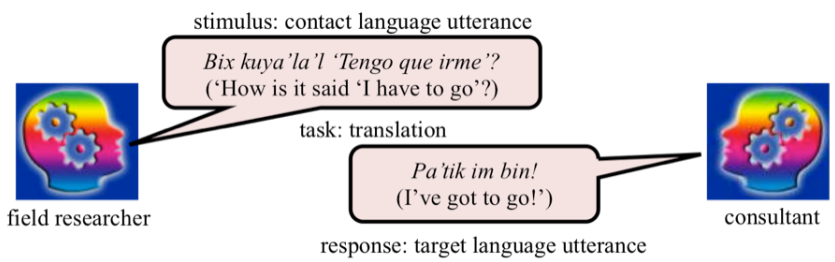 stimulus: contact language utterance
Bix kuya’la’l ‘Tengo que irme’?
(‘How is it said ‘I have to go’?)
task: translation
Pa’tik im bin!
(I’ve got to go!’)
field researcher
consultant
response: target language utterance